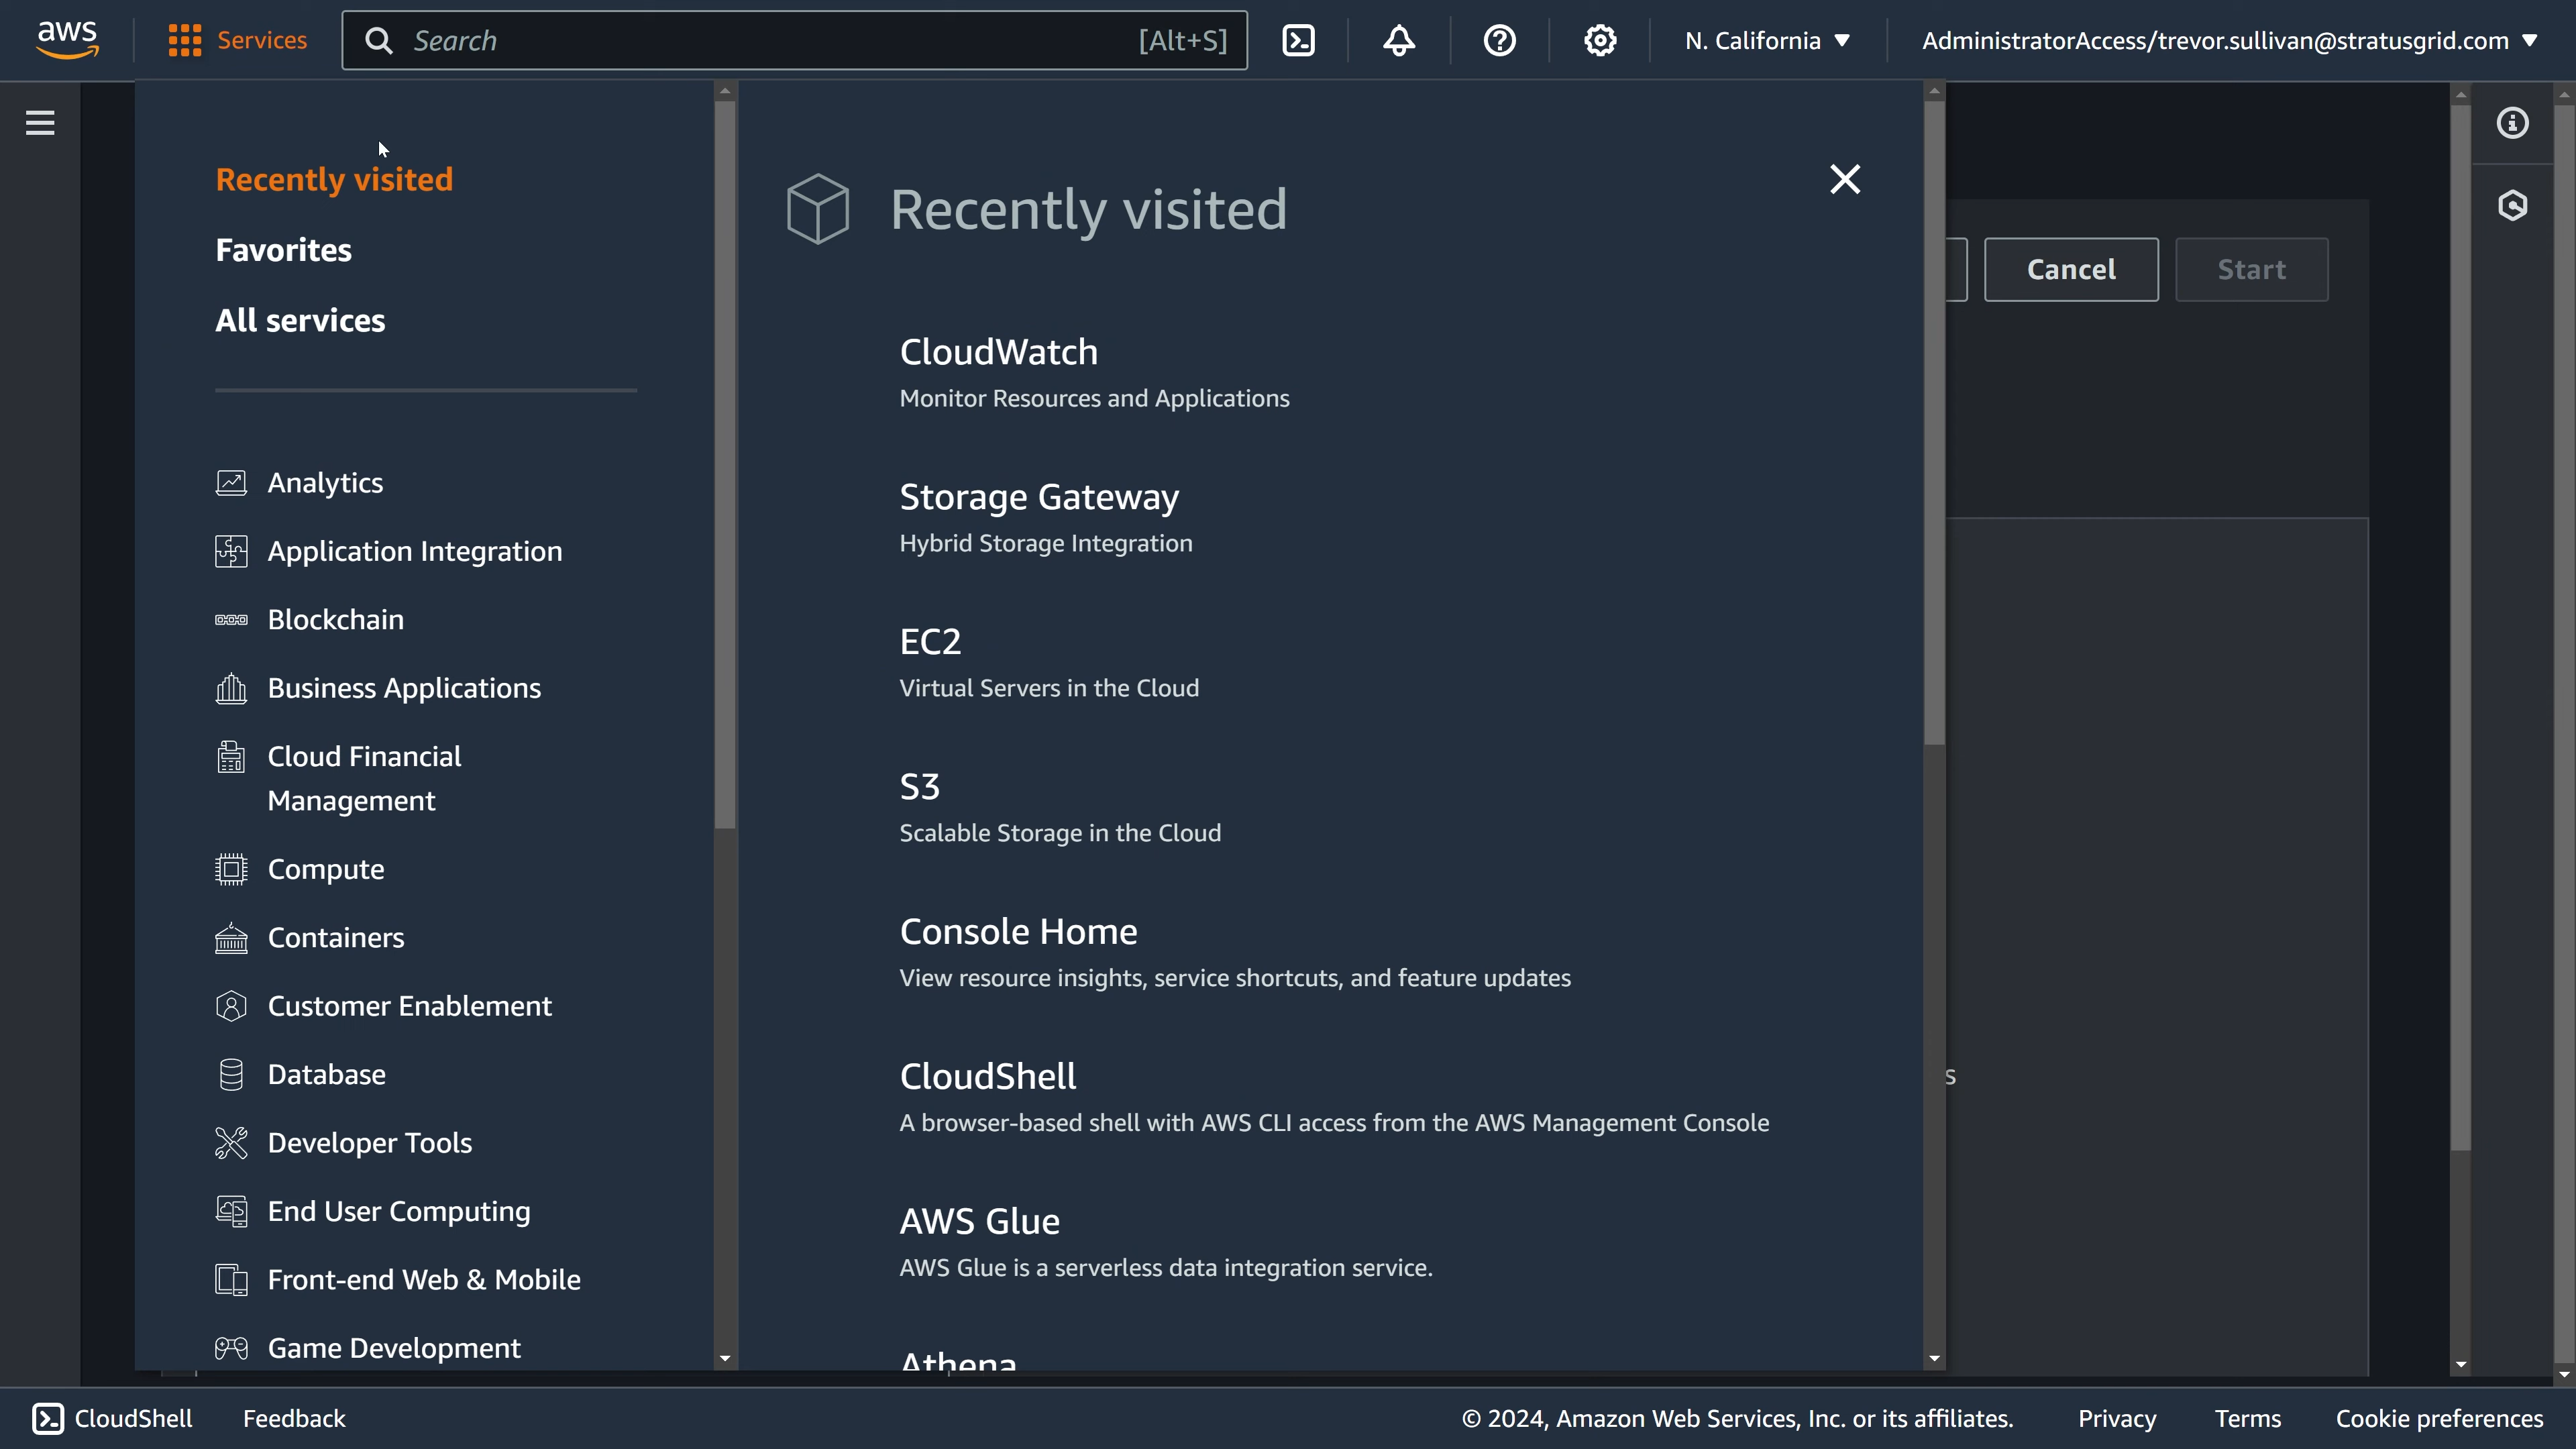 aws
Services
Search
[Alt+S]
N. California
AdministratorAccess/trevor.sullivan@stratusgrid.com
Recently visited
Favorites
All services
Analytics
Application Integration
Blockchain
Business Applications
Cloud Financial
Management
Compute
Containers
Customer Enablement
Database
Developer Tools
End User Computing
Front-end Web & Mobile
Game Development
Recently visited
CloudWatch
Monitor Resources and Applications
Storage Gateway
Hybrid Storage Integration
EC2
Virtual Servers in the Cloud
S3
Scalable Storage in the Cloud
Console Home
View resource insights, service shortcuts, and feature updates
CloudShell
A browser-based shell with AWS CLI access from the AWS Management Console
AWS Glue
AWS Glue is a serverless data integration service.
Athena
Cancel
Start
s
CloudShell
Feedback
© 2024, Amazon Web Services, Inc. or its affiliates.
Privacy
Terms
Cookie preferences